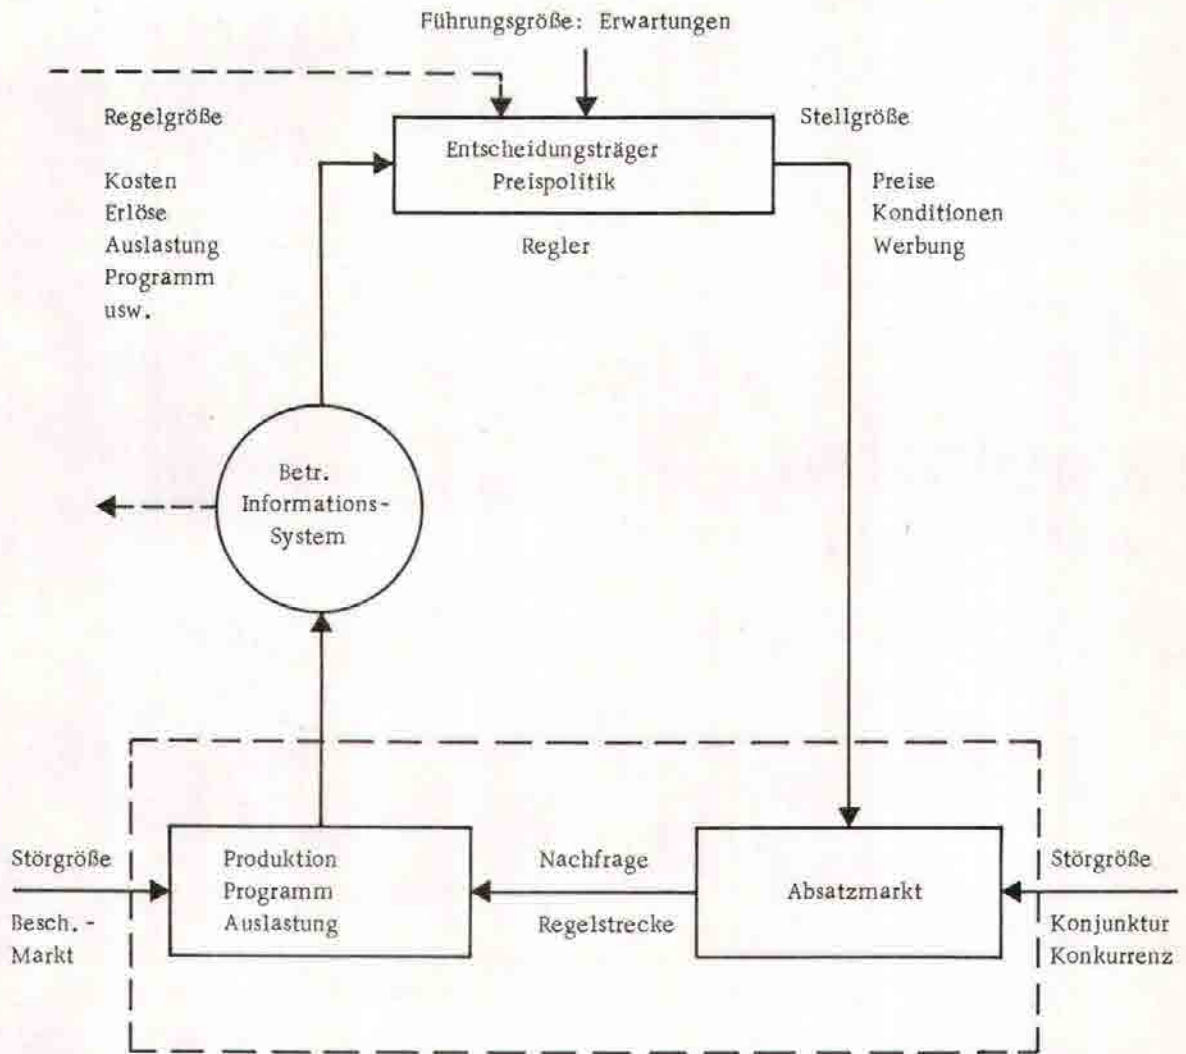 Führungsgröße: Erwartungen
Regelgröße
Kosten
Erlöse
Auslastung
Programm
usw.
Entscheidungsträger
Preispolitik
Regler
Stellgröße
Preise
Konditionen
Werbung
Betr.
Informations-
System
Störgröße
Besch.-
Markt
Produktion
Programm
Auslastung
Nachfrage
Regelstrecke
Absatzmarkt
Störgröße
Konjunktur
Konkurrenz